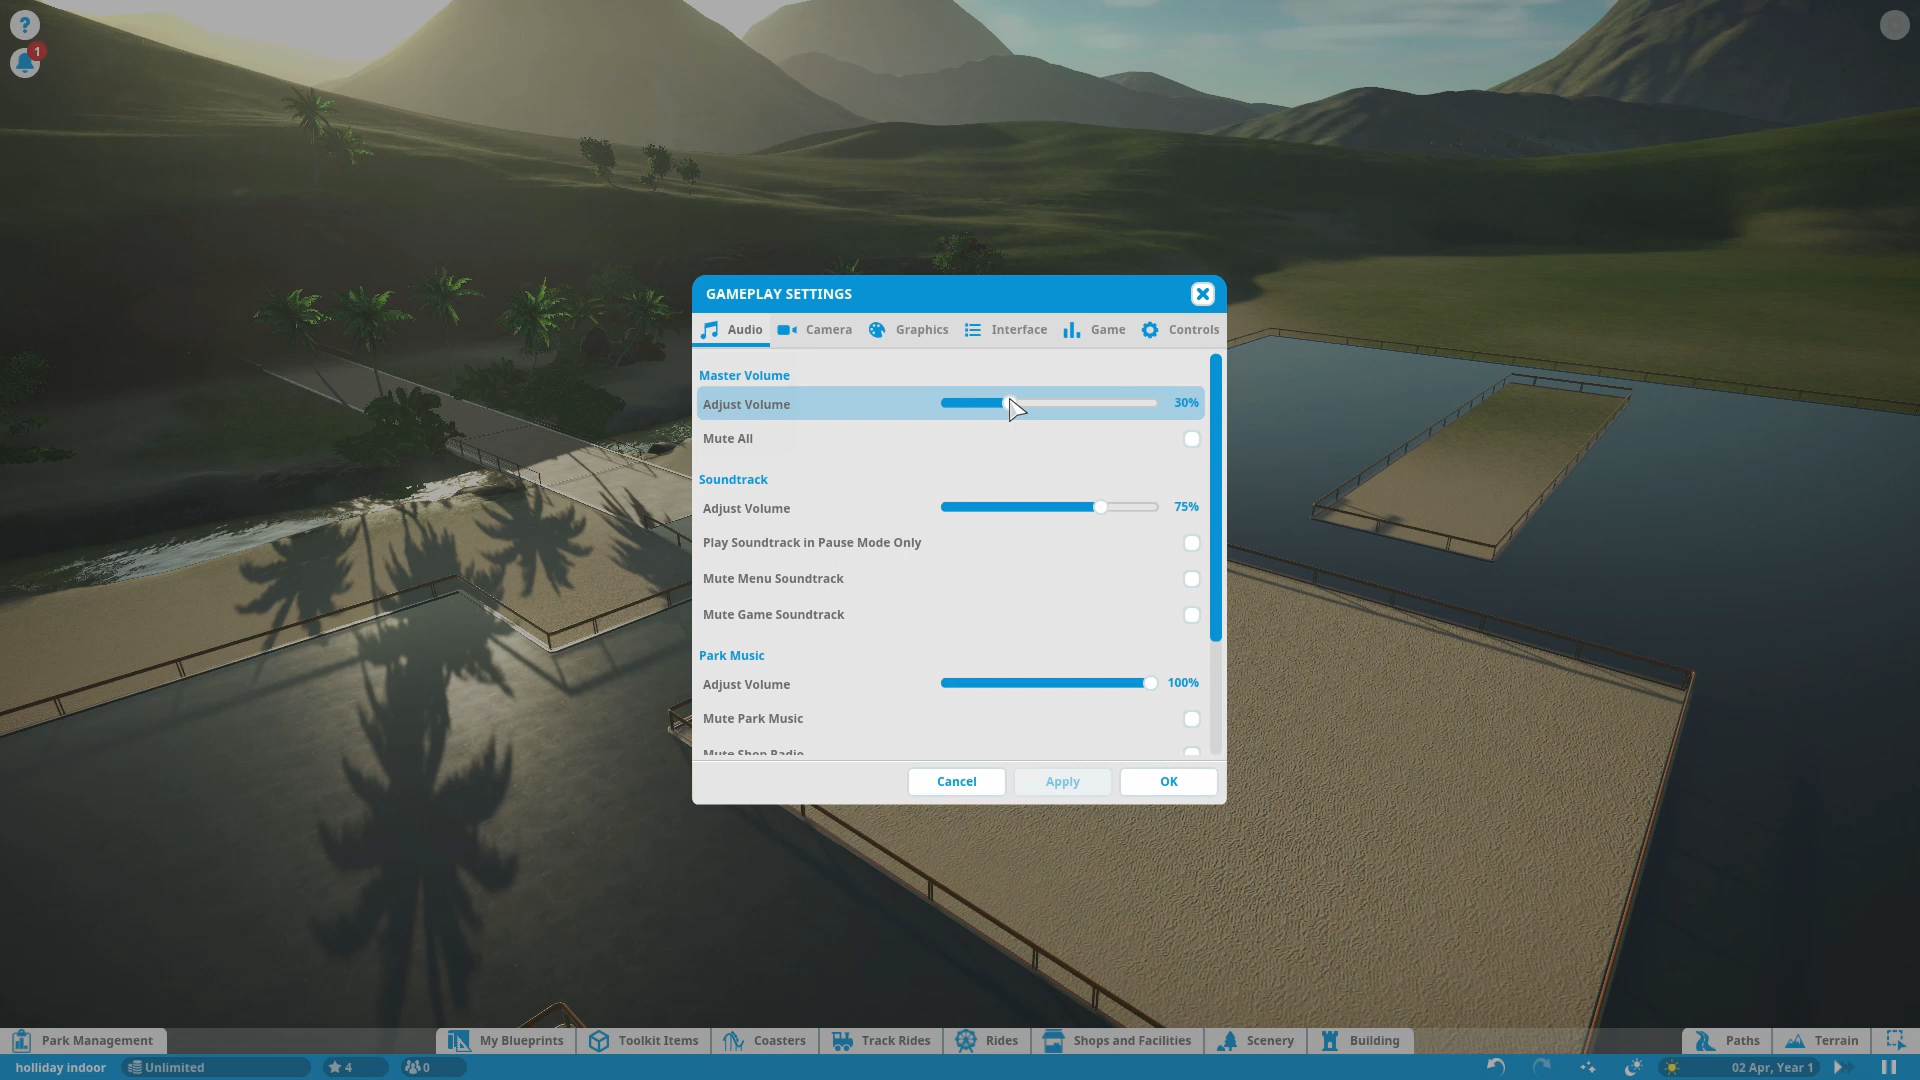 ?
1
GAMEPLAY SETTINGS
Audio Camera Graphics Interface Game Controls
Master Volume
Adjust Volume 30%
Mute All
Soundtrack
Adjust Volume 75%
Play Soundtrack in Pause Mode Only
Mute Menu Soundtrack
Mute Game Soundtrack
Park Music
Adjust Volume 100%
Mute Park Music
Mute Shop Radio
Cancel Apply OK
Park Management My Blueprints Toolkit Items Coasters Track Rides Rides Shops and Facilities Scenery Building Paths Terrain
holliday indoor Unlimited 4 0 02 Apr, Year 1